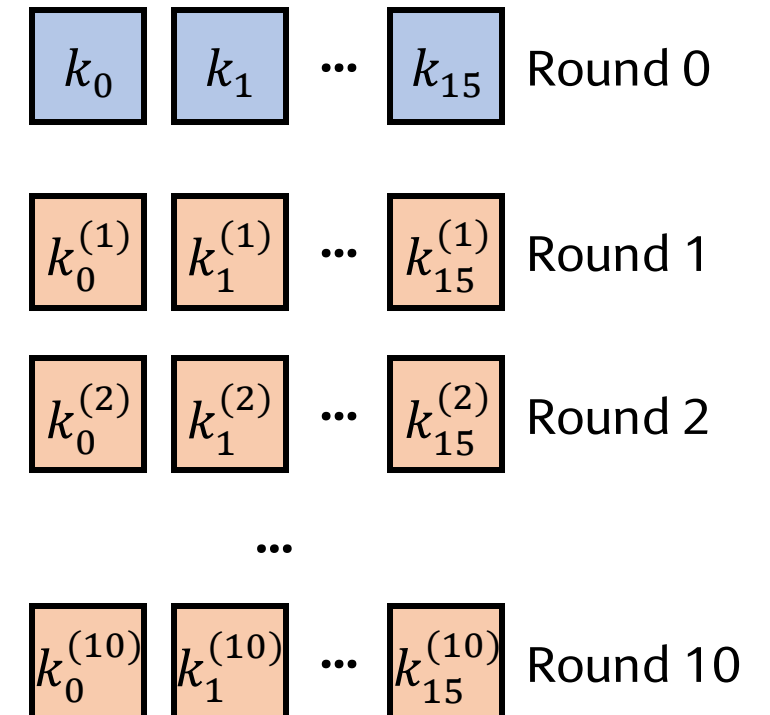 k₀ k₁ ••• k₁₅ Round 0
k₀⁽¹⁾ k₁⁽¹⁾ ••• k₁₅⁽¹⁾ Round 1
k₀⁽²⁾ k₁⁽²⁾ ••• k₁₅⁽²⁾ Round 2
•••
k₀⁽¹⁰⁾ k₁⁽¹⁰⁾ ••• k₁₅⁽¹⁰⁾ Round 10